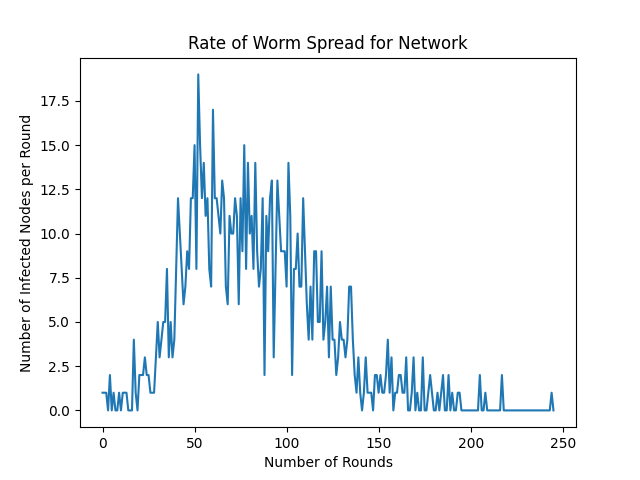 Rate of Worm Spread for Network
Number of Infected Nodes per Round
17.5
15.0
12.5
10.0
7.5
5.0
2.5
0.0
0 50 100 150 200 250
Number of Rounds